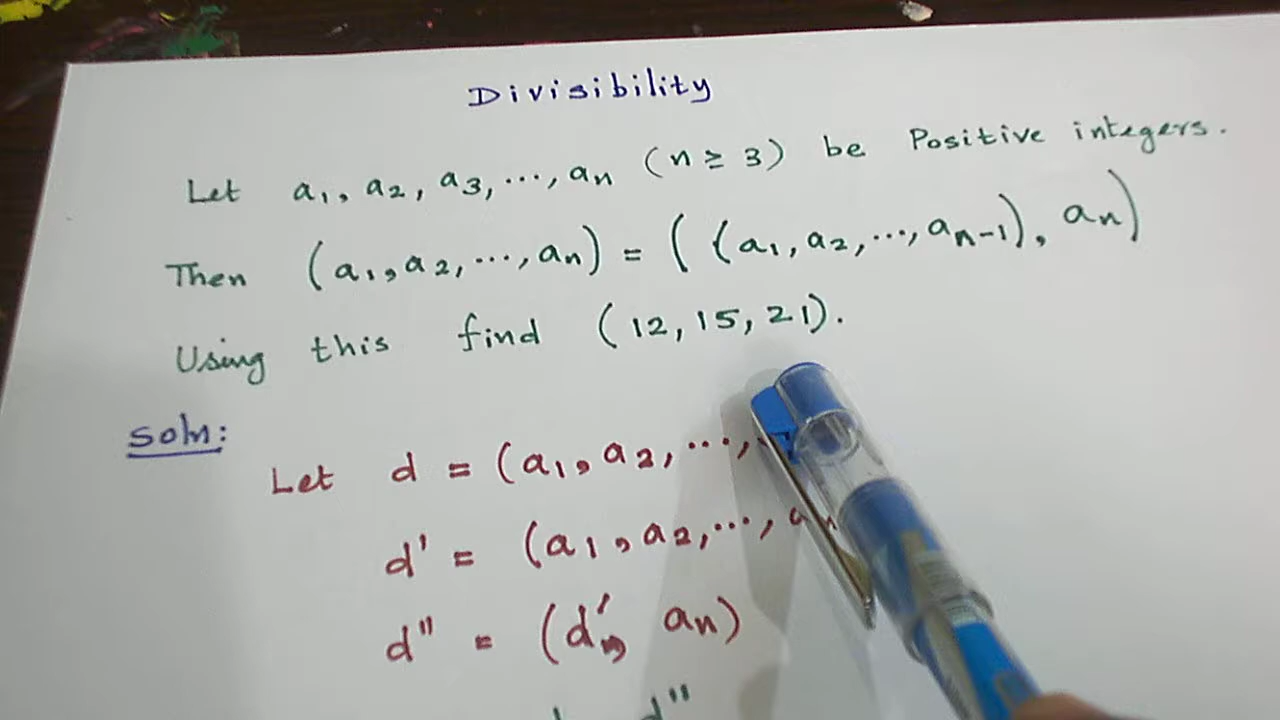 Divisibility
Let a₁, a₂, a₃, ..., aₙ (n ≥ 3) be Positive integers.
Then (a₁, a₂, ..., aₙ) = ((a₁, a₂, ..., aₙ₋₁), aₙ)
Using this find (12, 15, 21).
Soln:
Let d = (a₁, a₂, ...,
d' = (a₁, a₂, ...,
d" = (d', aₙ)
d"